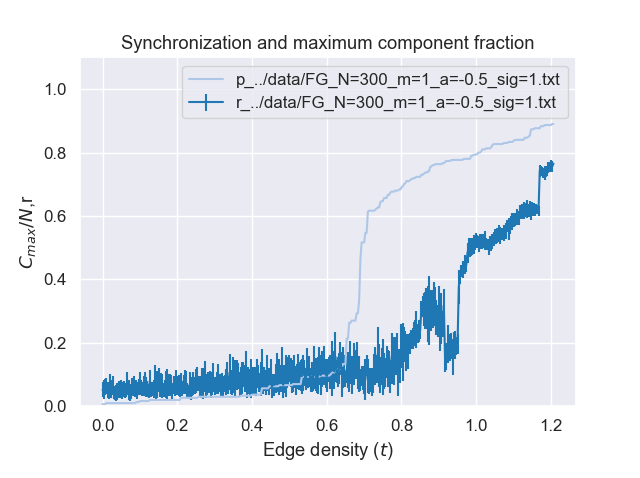 Synchronization and maximum component fraction
p_../data/FG_N=300_m=1_a=-0.5_sig=1.txt
r_../data/FG_N=300_m=1_a=-0.5_sig=1.txt
C_max/N,r
1.0
0.8
0.6
0.4
0.2
0.0
0.0 0.2 0.4 0.6 0.8 1.0 1.2
Edge density (t)